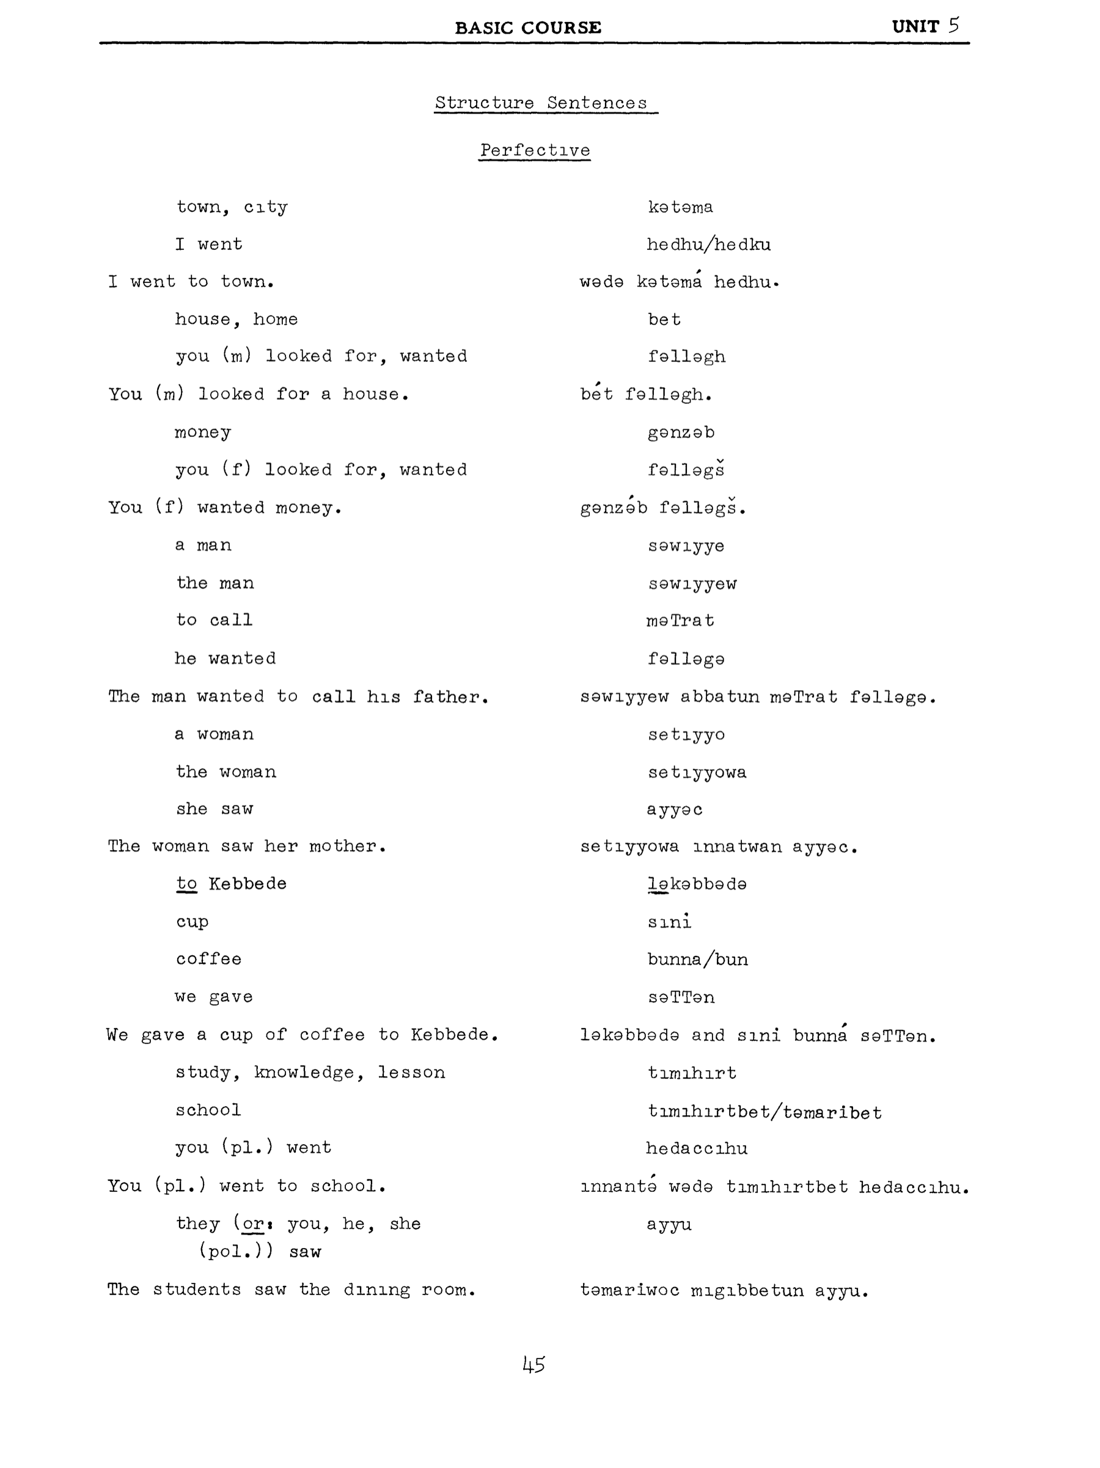 BASIC COURSE UNIT 5
Structure Sentences
Perfectıve
town, cıty kətəma
I went hedhu/hedku
I went to town. wədə kətəmá hedhu.
house, home bet
you (m) looked for, wanted fəlləgh
You (m) looked for a house. bét fəlləgh.
money gənzəb
you (f) looked for, wanted fəlləgš
You (f) wanted money. gənzə́b fəlləgš.
a man səwıyye
the man səwıyyew
to call məTrat
he wanted fəlləgə
The man wanted to call hıs father. səwıyyew abbatun məTrat fəlləgə.
a woman setıyyo
the woman setıyyowa
she saw ayyəc
The woman saw her mother. setıyyowa ınnatwan ayyəc.
to Kebbede ləkəbbədə
cup sıni
coffee bunna/bun
we gave səTTən
We gave a cup of coffee to Kebbede. ləkəbbədə and sıni bunná səTTən.
study, knowledge, lesson tımıhırt
school tımıhırtbet/təmaribet
you (pl.) went hedaccıhu
You (pl.) went to school. ınnantə́ wədə tımıhırtbet hedaccıhu.
they (or: you, he, she ayyu
(pol.)) saw
The students saw the dınıng room. təmariwoc mıgıbbetun ayyu.
45